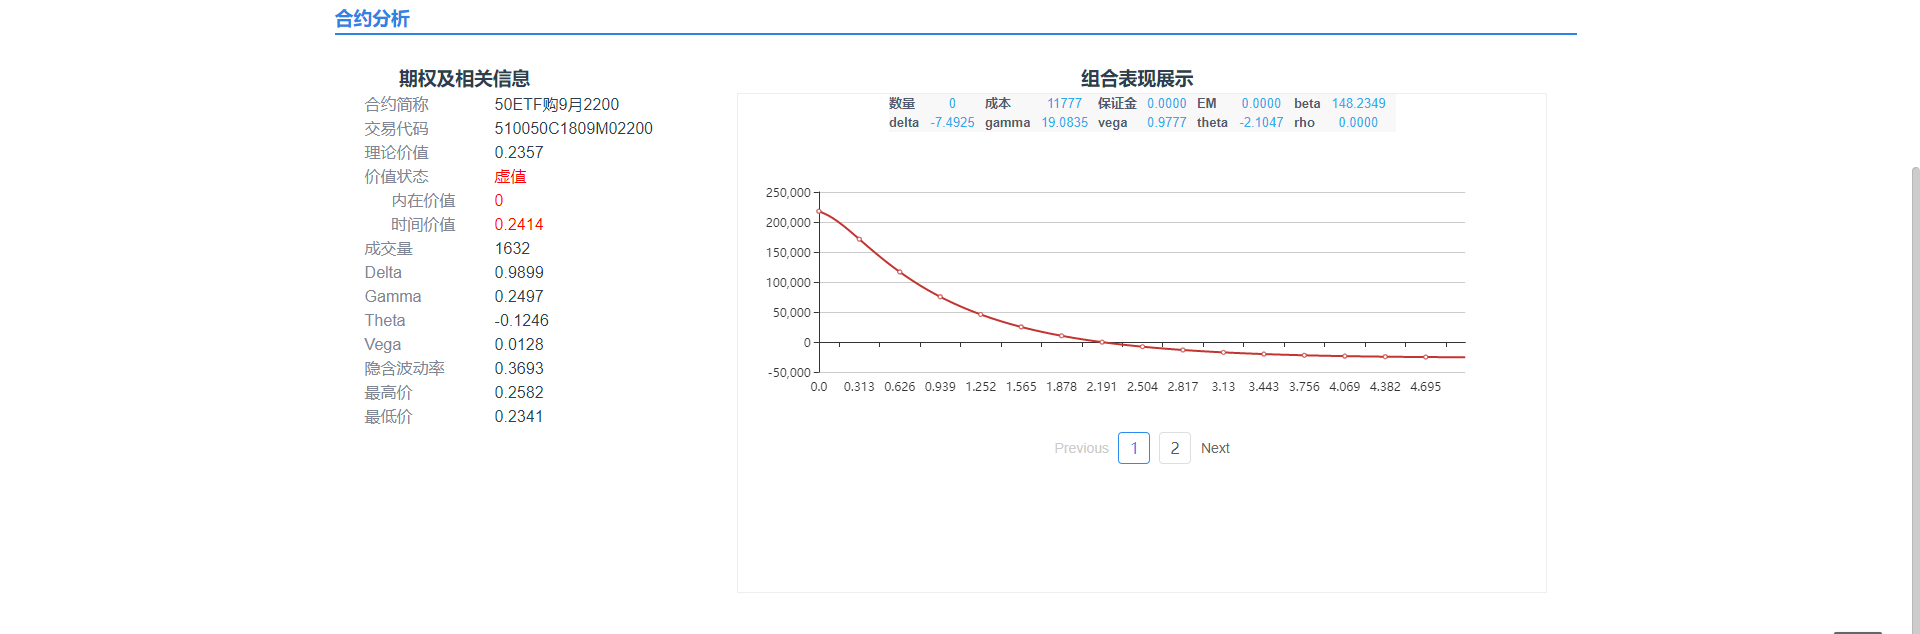 合约分析
期权及相关信息
合约简称 50ETF购9月2200
交易代码 510050C1809M02200
理论价值 0.2357
价值状态 虚值
内在价值 0
时间价值 0.2414
成交量 1632
Delta 0.9899
Gamma 0.2497
Theta -0.1246
Vega 0.0128
隐含波动率 0.3693
最高价 0.2582
最低价 0.2341
组合表现展示
数量 0 成本 11777 保证金 0.0000 EM 0.0000 beta 148.2349
delta -7.4925 gamma 19.0835 vega 0.9777 theta -2.1047 rho 0.0000
250,000
200,000
150,000
100,000
50,000
0
-50,000
0.0 0.313 0.626 0.939 1.252 1.565 1.878 2.191 2.504 2.817 3.13 3.443 3.756 4.069 4.382 4.695
Previous 1 2 Next